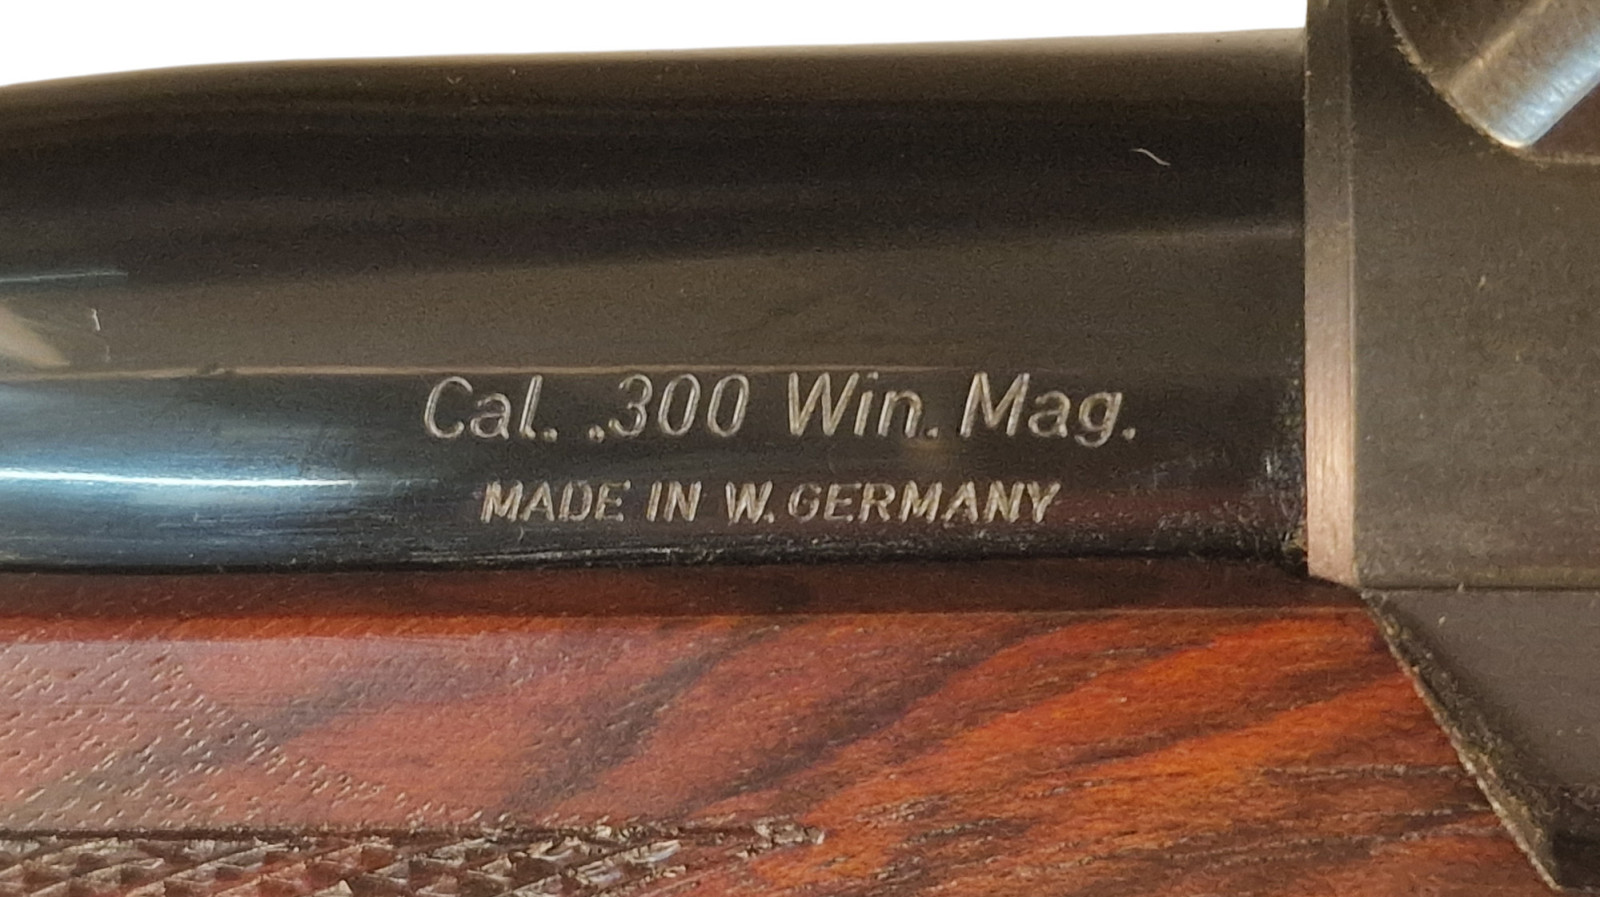 Cal. .300 Win. Mag.
MADE IN W. GERMANY